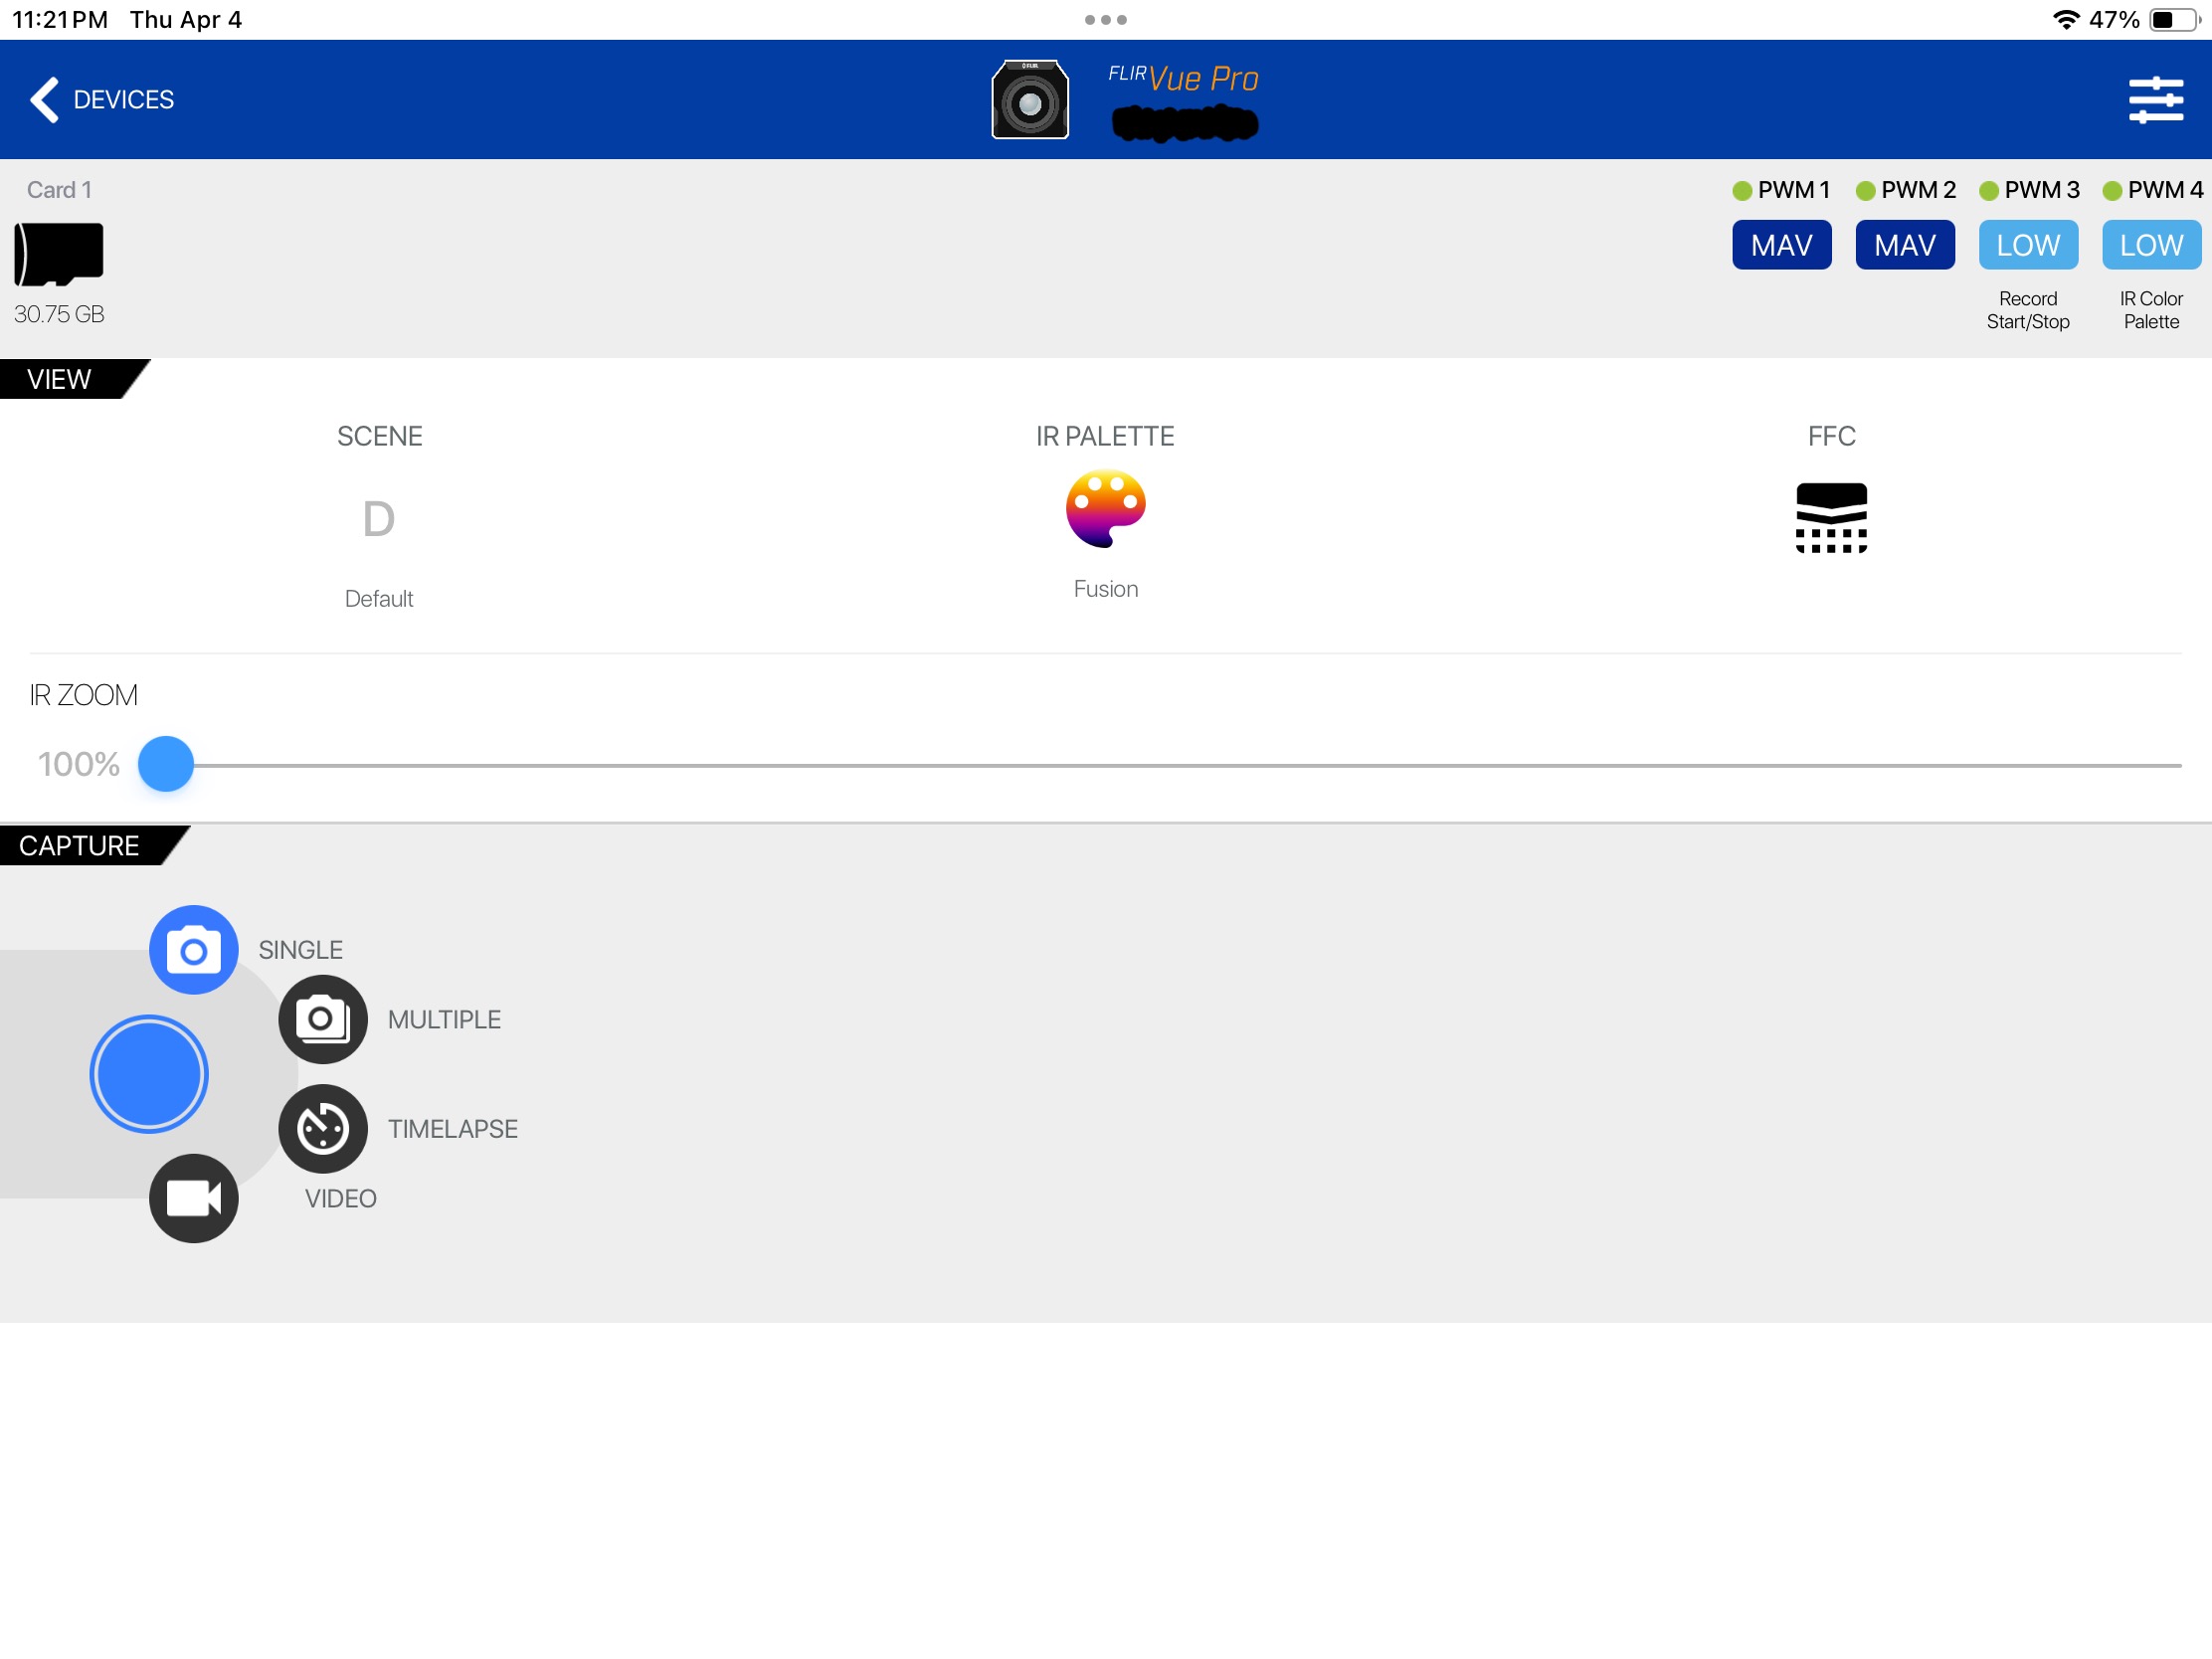 11:21 PM Thu Apr 4
47%
DEVICES
FLIR Vue Pro
Card 1
30.75 GB
PWM 1 PWM 2 PWM 3 PWM 4
MAV MAV LOW LOW
Record
Start/Stop
IR Color
Palette
VIEW
SCENE
D
Default
IR PALETTE
Fusion
FFC
IR ZOOM
100%
CAPTURE
SINGLE
MULTIPLE
TIMELAPSE
VIDEO